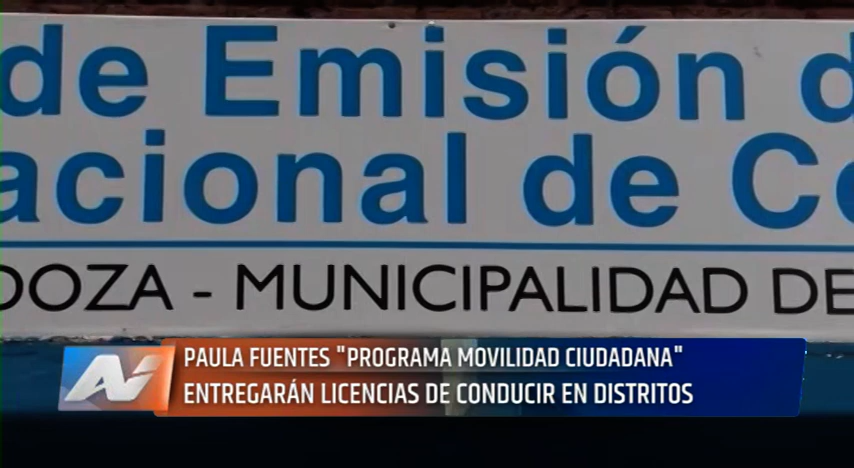 de Emisión d
acional de Co
DOZA - MUNICIPALIDAD DE
PAULA FUENTES "PROGRAMA MOVILIDAD CIUDADANA"
ENTREGARÁN LICENCIAS DE CONDUCIR EN DISTRITOS